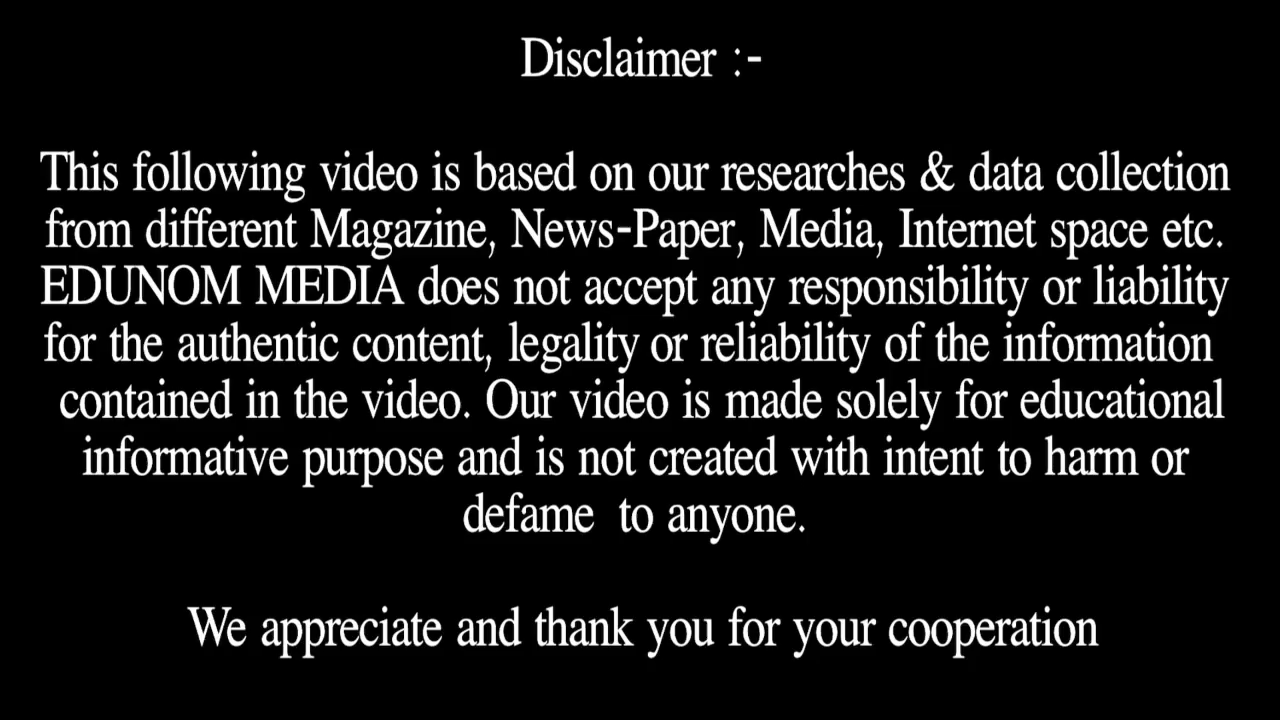 Disclaimer :-
This following video is based on our researches & data collection
from different Magazine, News-Paper, Media, Internet space etc.
EDUNOM MEDIA does not accept any responsibility or liability
for the authentic content, legality or reliability of the information
contained in the video. Our video is made solely for educational
informative purpose and is not created with intent to harm or
defame to anyone.
We appreciate and thank you for your cooperation